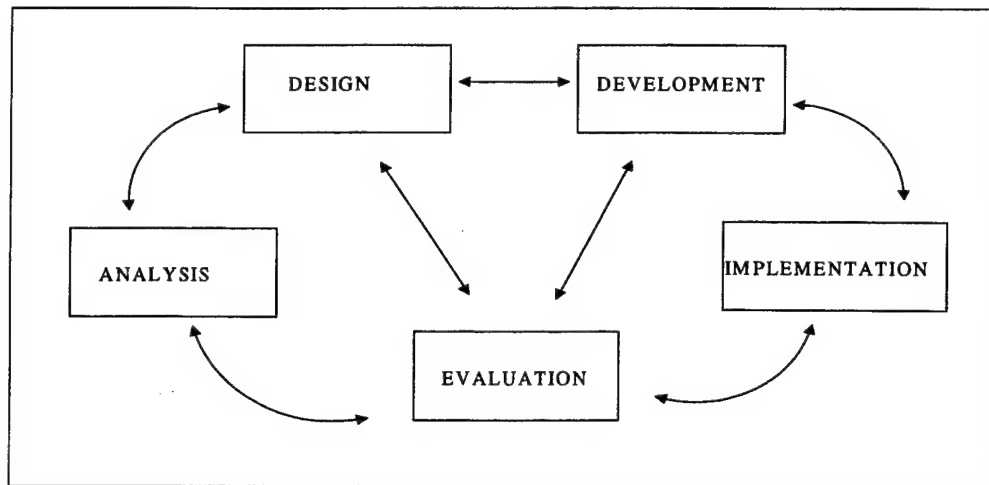 DESIGN
DEVELOPMENT
ANALYSIS
IMPLEMENTATION
EVALUATION